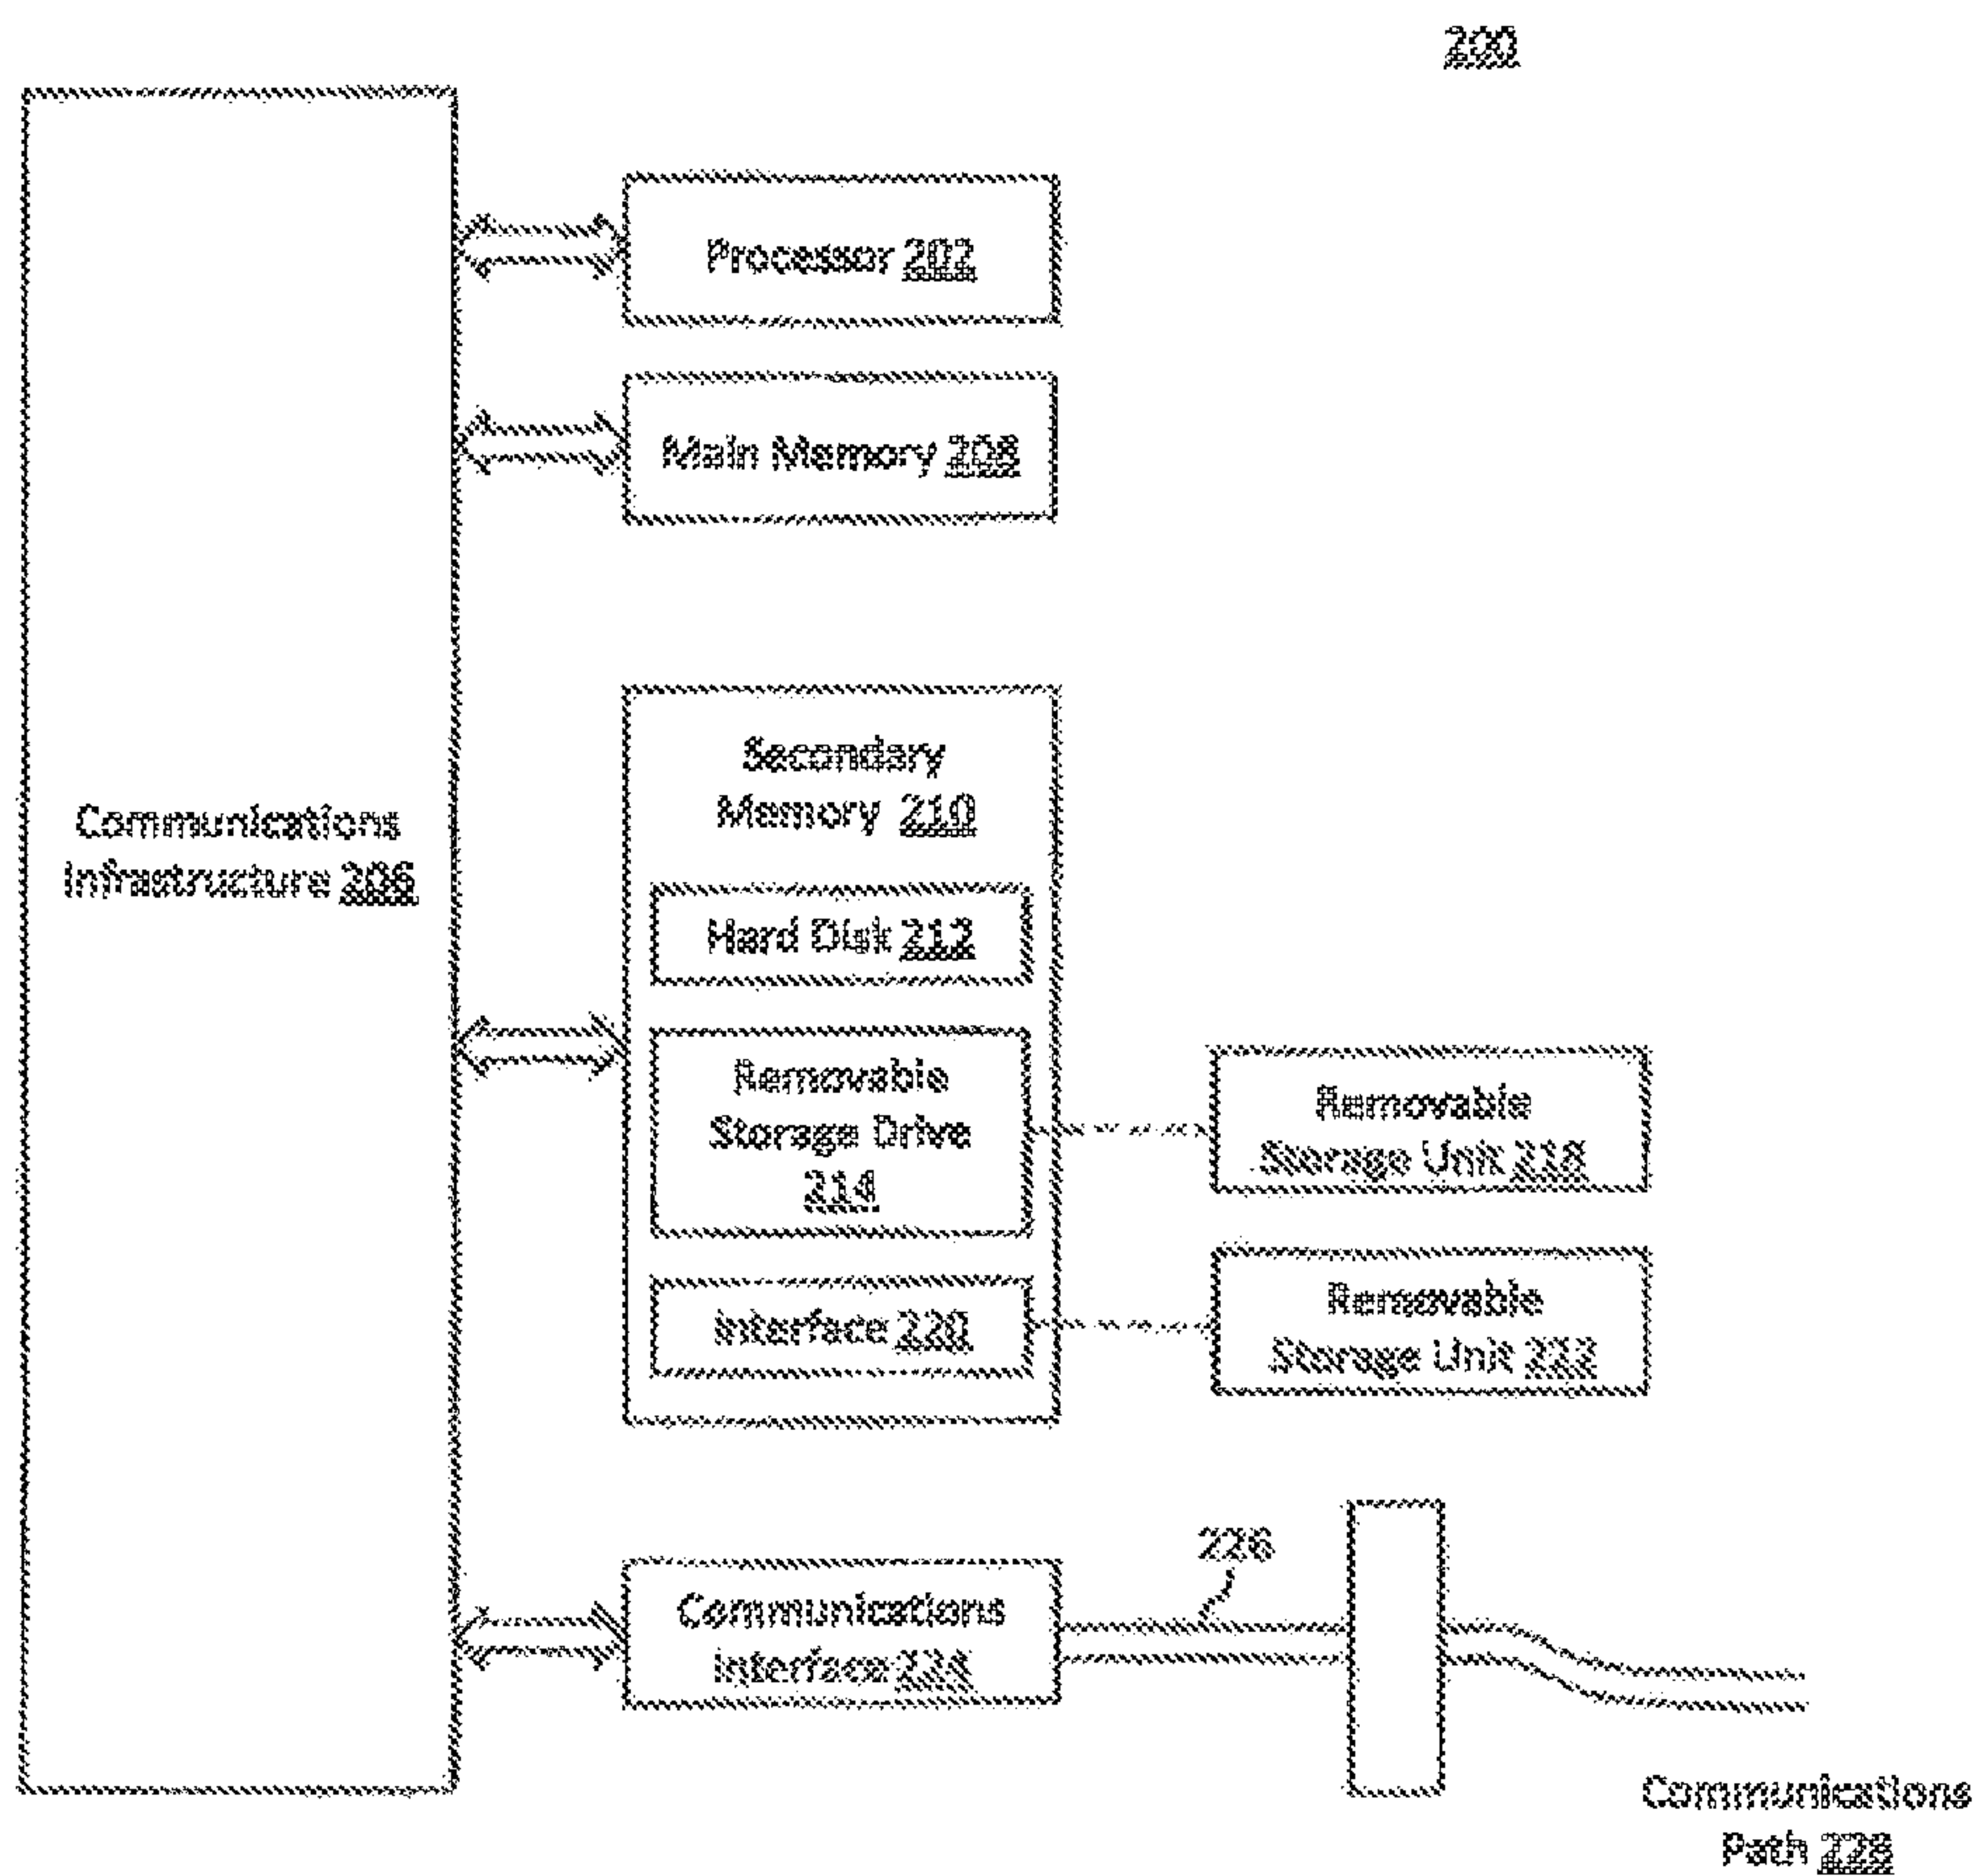 200
Processor 202
Main Memory 208
Communications
Infrastructure 206
Secondary
Memory 210
Hard Disk 212
Removable
Storage Drive
214
Interface 220
Removable
Storage Unit 218
Removable
Storage Unit 222
226
Communications
Interface 224
Communications
Path 228